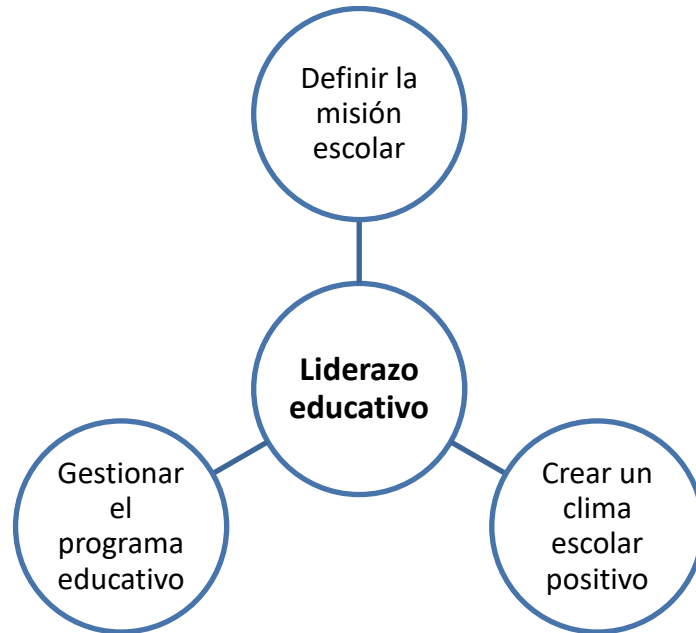 Definir la
misión
escolar
Liderazo
educativo
Gestionar
el
programa
educativo
Crear un
clima
escolar
positivo